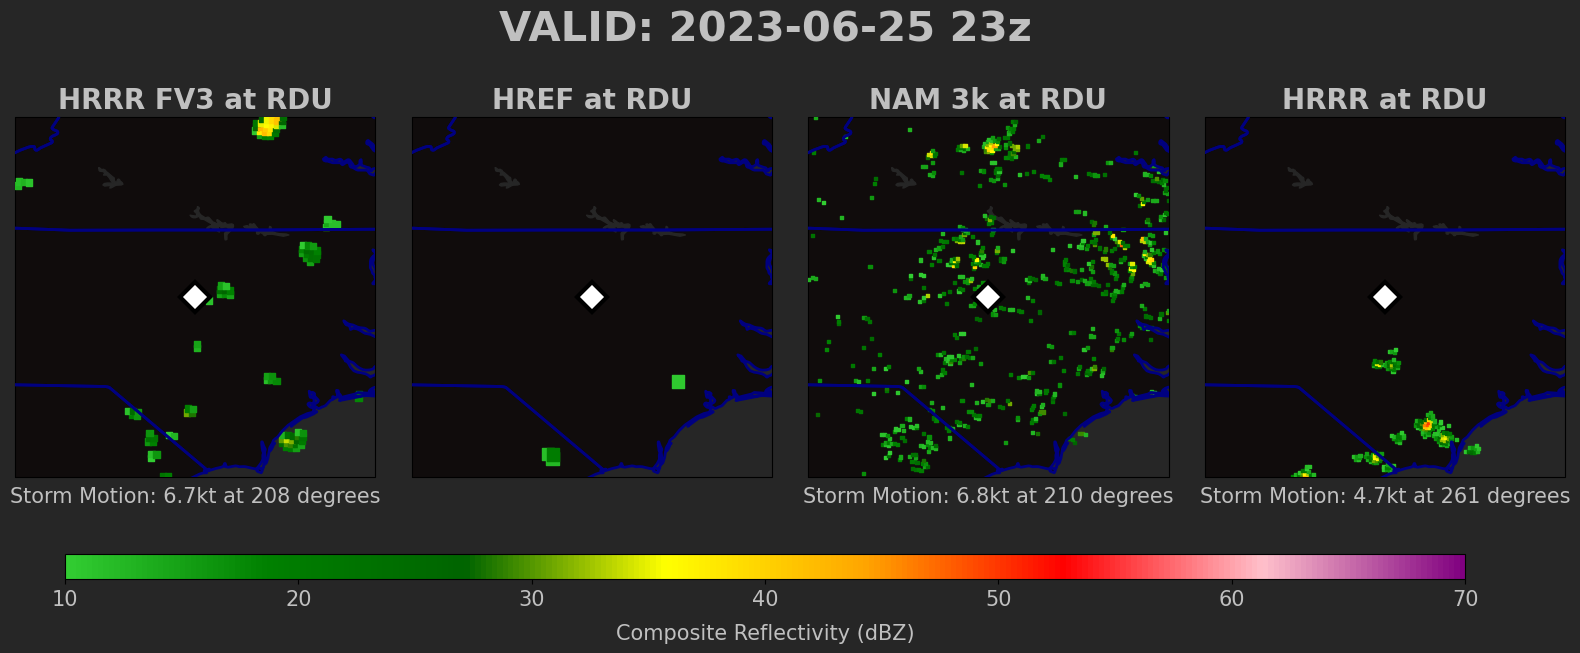 VALID: 2023-06-25 23z
HRRR FV3 at RDU
HREF at RDU
NAM 3k at RDU
HRRR at RDU
Storm Motion: 6.7kt at 208 degrees
Storm Motion: 6.8kt at 210 degrees
Storm Motion: 4.7kt at 261 degrees
10 20 30 40 50 60 70
Composite Reflectivity (dBZ)